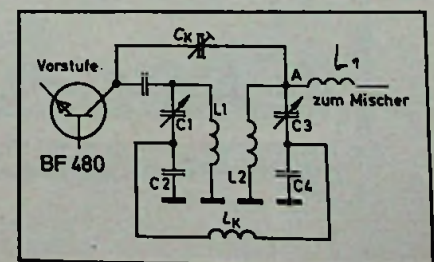 CK
L1
Vorstufe
A
zum Mischer
C1
L1
C3
BF 480
C2
L2
C4
LK